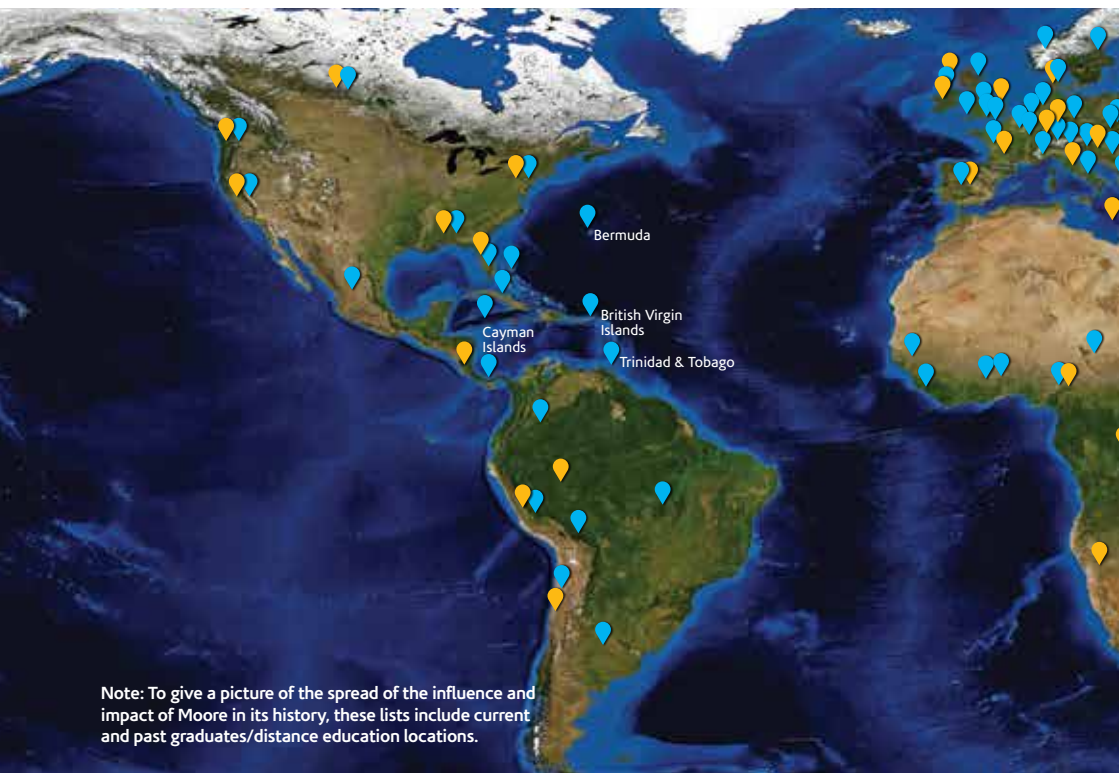 Bermuda
British Virgin
Islands
Cayman
Islands
Trinidad & Tobago
Note: To give a picture of the spread of the influence and
impact of Moore in its history, these lists include current
and past graduates/distance education locations.